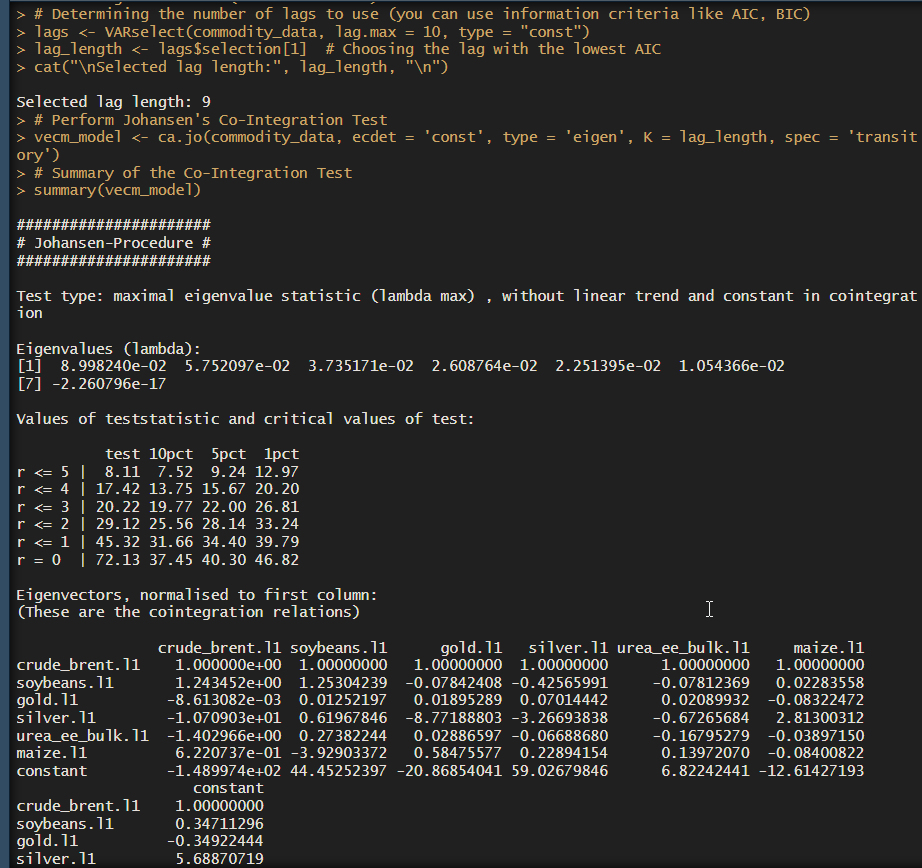 > # Determining the number of lags to use (you can use information criteria like AIC, BIC)
> lags <- VARselect(commodity_data, lag.max = 10, type = "const")
> lag_length <- lags$selection[1]  # Choosing the lag with the lowest AIC
> cat("\nSelected lag length:", lag_length, "\n")

Selected lag length: 9
> # Perform Johansen's Co-Integration Test
> vecm_model <- ca.jo(commodity_data, ecdet = 'const', type = 'eigen', K = lag_length, spec = 'transit
ory')
> # Summary of the Co-Integration Test
> summary(vecm_model)

######################
# Johansen-Procedure #
######################

Test type: maximal eigenvalue statistic (lambda max) , without linear trend and constant in cointegrat
ion

Eigenvalues (lambda):
[1]  8.998240e-02  5.752097e-02  3.735171e-02  2.608764e-02  2.251395e-02  1.054366e-02
[7] -2.260796e-17

Values of teststatistic and critical values of test:

          test 10pct  5pct  1pct
r <= 5 |  8.11  7.52  9.24 12.97
r <= 4 | 17.42 13.75 15.67 20.20
r <= 3 | 20.22 19.77 22.00 26.81
r <= 2 | 29.12 25.56 28.14 33.24
r <= 1 | 45.32 31.66 34.40 39.79
r = 0  | 72.13 37.45 40.30 46.82

Eigenvectors, normalised to first column:
(These are the cointegration relations)

                crude_brent.l1 soybeans.l1      gold.l1   silver.l1 urea_ee_bulk.l1     maize.l1
crude_brent.l1    1.000000e+00  1.00000000   1.00000000  1.00000000      1.00000000   1.00000000
soybeans.l1       1.243452e+00  1.25304239  -0.07842408 -0.42565991     -0.07812369   0.02283558
gold.l1          -8.613082e-03  0.01252197   0.01895289  0.07014442      0.02089932  -0.08322472
silver.l1        -1.070903e+01  0.61967846  -8.77188803 -3.26693838     -0.67265684   2.81300312
urea_ee_bulk.l1  -1.402966e+00  0.27382244   0.02886597 -0.06688680     -0.16795279  -0.03897150
maize.l1          6.220737e-01 -3.92903372   0.58475577  0.22894154      0.13972070  -0.08400822
constant         -1.489974e+02 44.45252397 -20.86854041 59.02679846      6.82242441 -12.61427193
                    constant
crude_brent.l1    1.00000000
soybeans.l1       0.34711296
gold.l1          -0.34922444
silver.l1         5.68870719